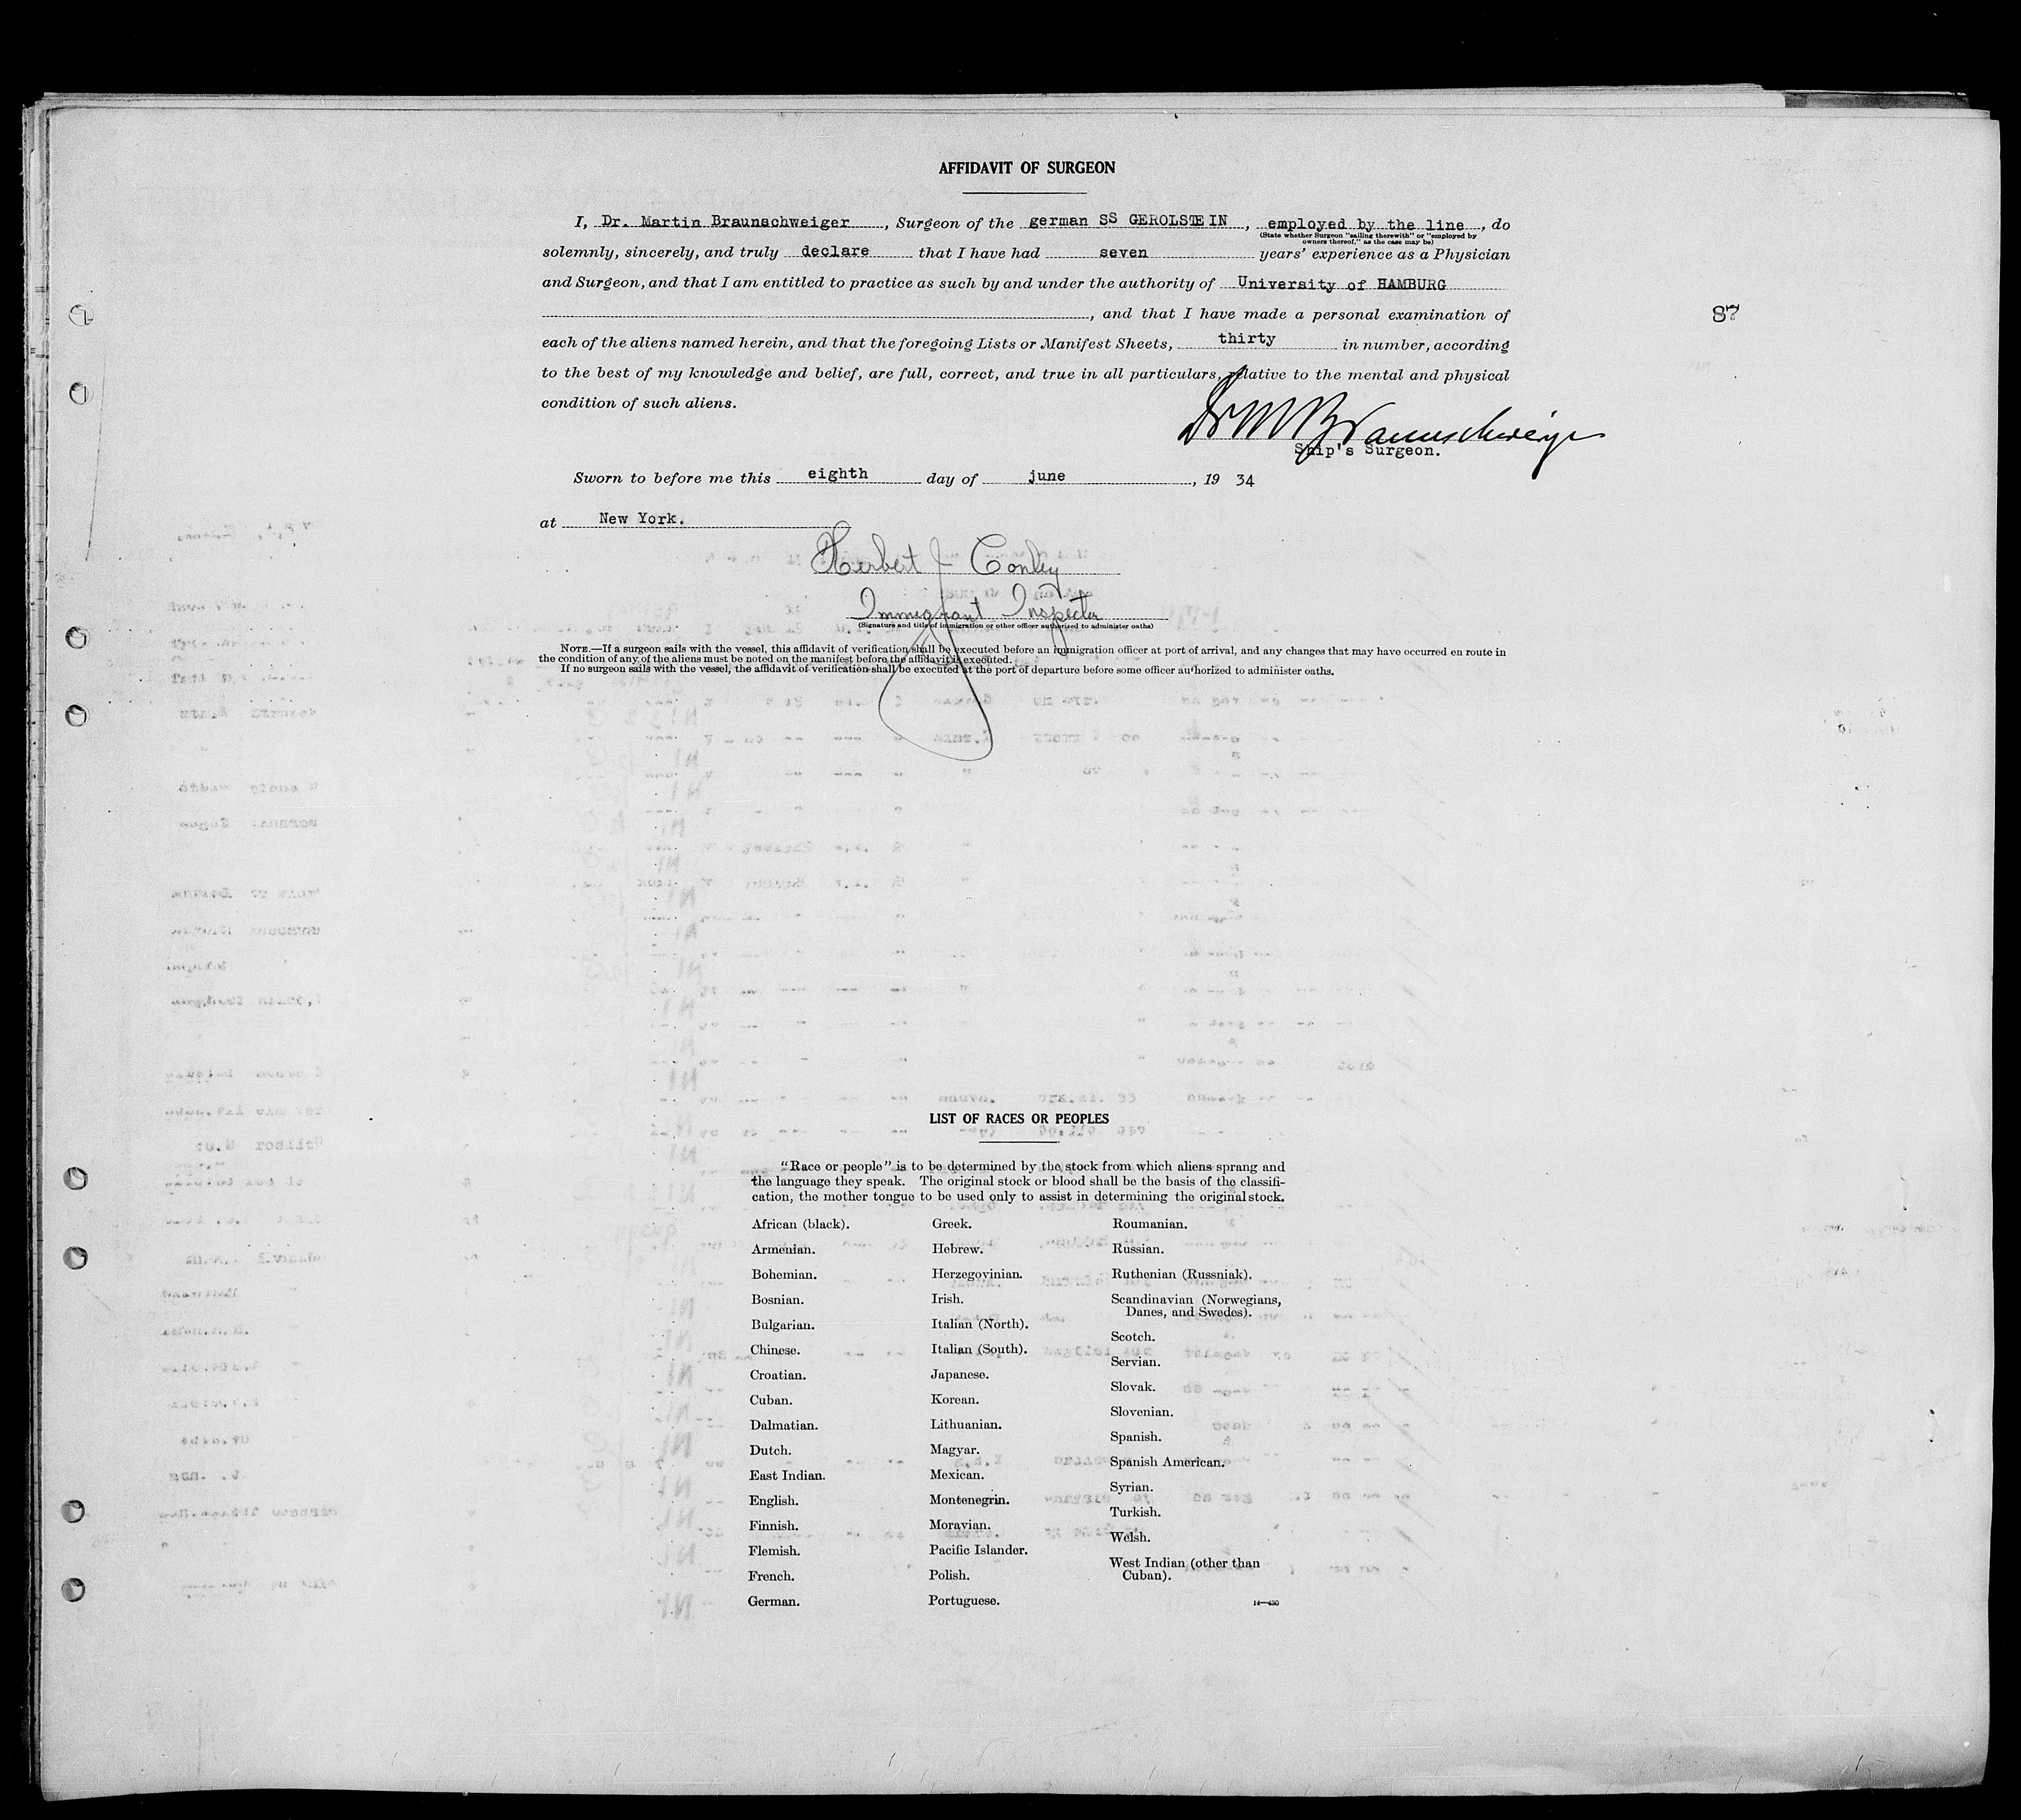 AFFIDAVIT OF SURGEON
I, Dr. Martin Braunschweiger, Surgeon of the german SS GEROLSTEIN, employed by the line, do
(State whether Surgeon "sailing therewith" or "employed by
owners thereof," as the case may be)
solemnly, sincerely, and truly declare that I have had seven years' experience as a Physician
and Surgeon, and that I am entitled to practice as such by and under the authority of University of HAMBURG
, and that I have made a personal examination of
87
each of the aliens named herein, and that the foregoing Lists or Manifest Sheets, thirty in number, according
to the best of my knowledge and belief, are full, correct, and true in all particulars, relative to the mental and physical
condition of such aliens.
Dr M Braunschweiger
Ship's Surgeon.
Sworn to before me this eighth day of june, 19 34
at New York.
Herbert J Conley
Immigrant Inspector
(Signature and title of immigration or other officer authorized to administer oaths)
NOTE.—If a surgeon sails with the vessel, this affidavit of verification shall be executed before an immigration officer at port of arrival, and any changes that may have occurred en route in
the condition of any of the aliens must be noted on the manifest before the affidavit is executed.
If no surgeon sails with the vessel, the affidavit of verification shall be executed at the port of departure before some officer authorized to administer oaths.
LIST OF RACES OR PEOPLES
"Race or people" is to be determined by the stock from which aliens sprang and
the language they speak. The original stock or blood shall be the basis of the classifi-
cation, the mother tongue to be used only to assist in determining the original stock.
African (black).
Armenian.
Bohemian.
Bosnian.
Bulgarian.
Chinese.
Croatian.
Cuban.
Dalmatian.
Dutch.
East Indian.
English.
Finnish.
Flemish.
French.
German.
Greek.
Hebrew.
Herzegovinian.
Irish.
Italian (North).
Italian (South).
Japanese.
Korean.
Lithuanian.
Magyar.
Mexican.
Montenegrin.
Moravian.
Pacific Islander.
Polish.
Portuguese.
Roumanian.
Russian.
Ruthenian (Russniak).
Scandinavian (Norwegians,
Danes, and Swedes).
Scotch.
Servian.
Slovak.
Slovenian.
Spanish.
Spanish American.
Syrian.
Turkish.
Welsh.
West Indian (other than
Cuban).